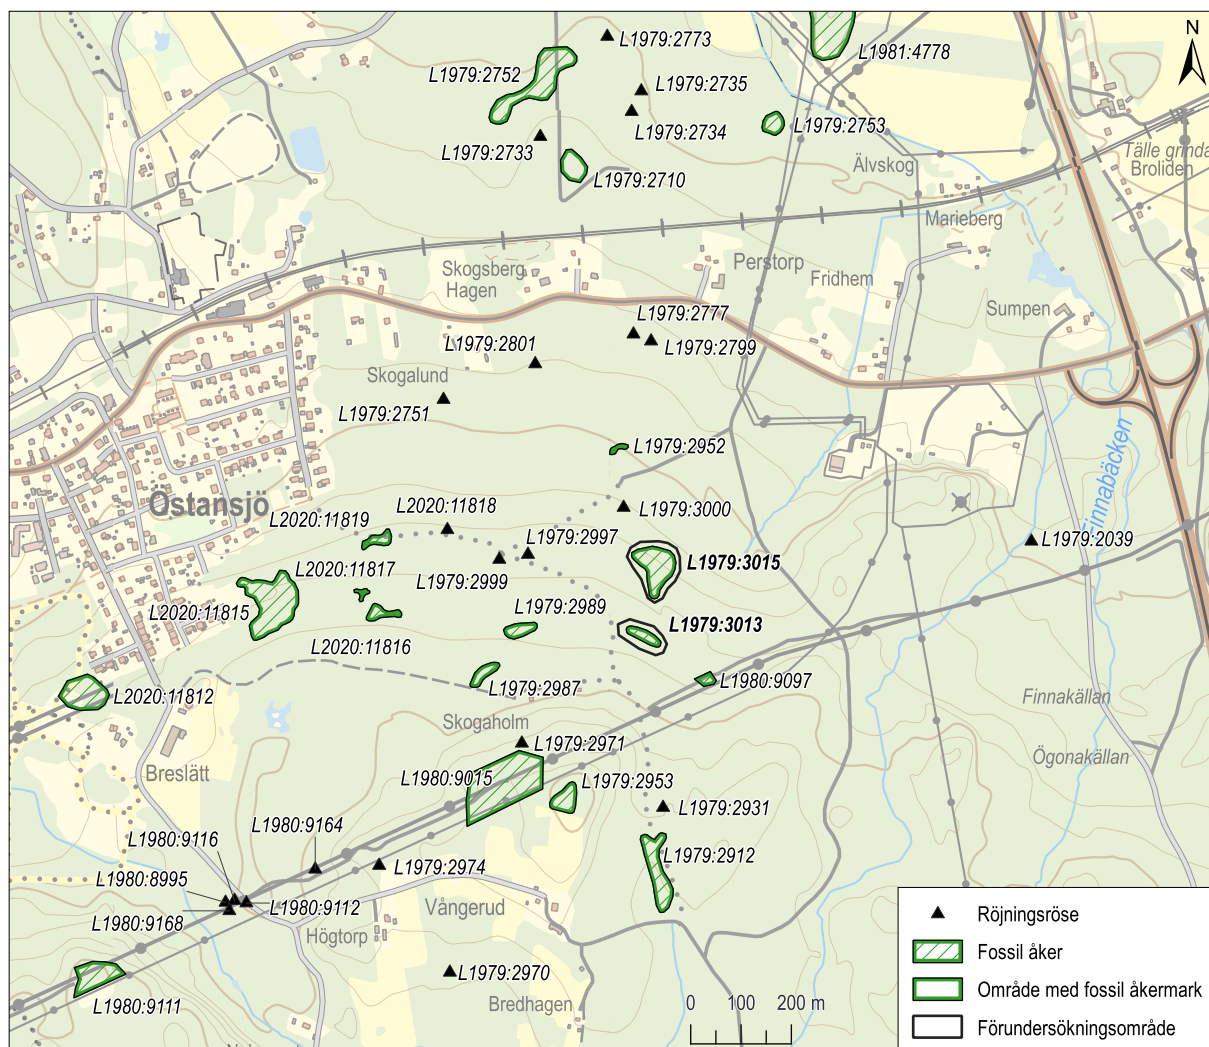 N
L1979:2773
L1981:4778
L1979:2752
L1979:2735
L1979:2734
L1979:2753
L1979:2733
L1979:2710
Älvskog
Tälle grinda
Broliden
Marieberg
Perstorp
Skogsberg
Hagen
Fridhem
Sumpen
L1979:2777
L1979:2799
L1979:2801
Skogalund
L1979:2751
L1979:2952
Finnabäcken
Östansjö
L2020:11818
L1979:3000
L2020:11819
L1979:2997
L1979:2039
L1979:3015
L2020:11817
L1979:2999
L2020:11815
L1979:2989
L1979:3013
L2020:11816
L1979:2987
L1980:9097
L2020:11812
Finnakällan
Skogaholm
L1979:2971
Ögonakällan
Breslätt
L1980:9015
L1979:2953
L1979:2931
L1980:9164
L1980:9116
L1979:2912
L1979:2974
L1980:8995
L1980:9112
Vångerud
L1980:9168
Högtorp
L1979:2970
L1980:9111
Bredhagen
0 100 200 m
Röjningsröse
Fossil åker
Område med fossil åkermark
Förundersökningsområde